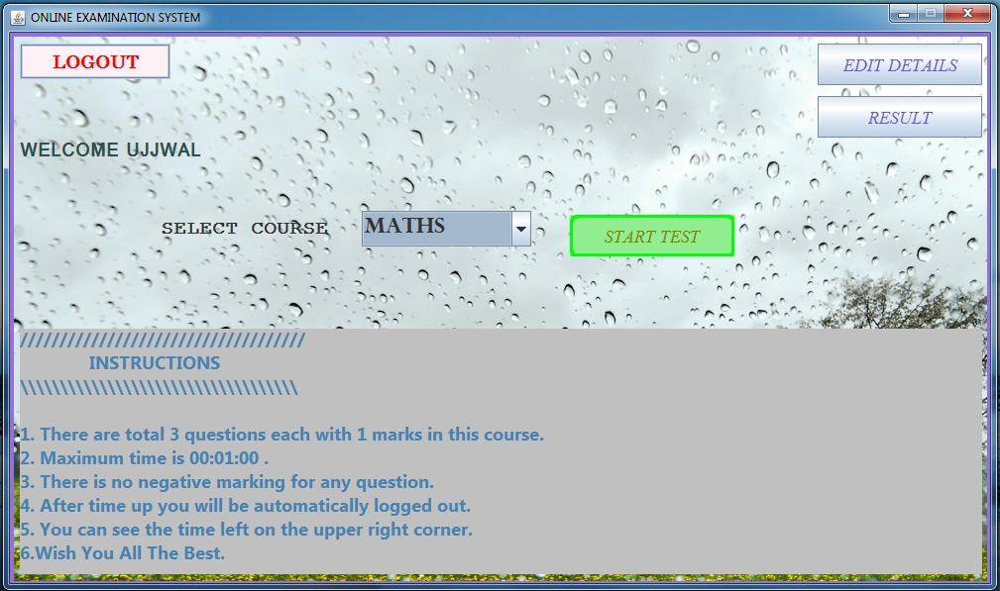 ONLINE EXAMINATION SYSTEM
LOGOUT
EDIT DETAILS
RESULT
WELCOME UJJWAL
SELECT COURSE MATHS START TEST
////////////////////////////////////
INSTRUCTIONS
\\\\\\\\\\\\\\\\\\\\\\\\\\\\\\\\\\\
1. There are total 3 questions each with 1 marks in this course.
2. Maximum time is 00:01:00 .
3. There is no negative marking for any question.
4. After time up you will be automatically logged out.
5. You can see the time left on the upper right corner.
6.Wish You All The Best.